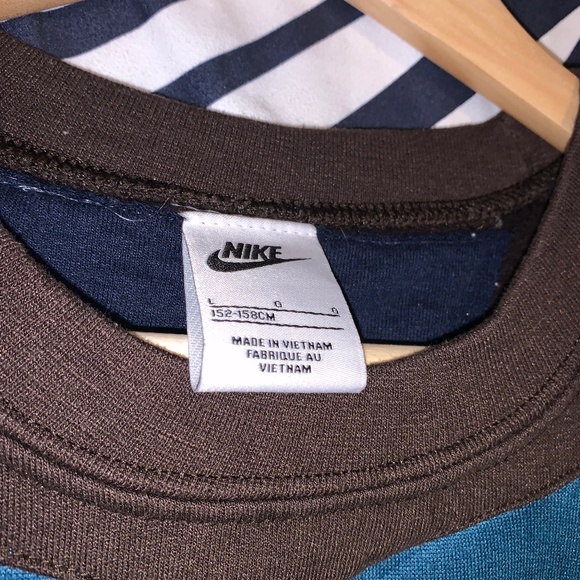 NIKE
L G G
152-158CM
MADE IN VIETNAM
FABRIQUE AU
VIETNAM